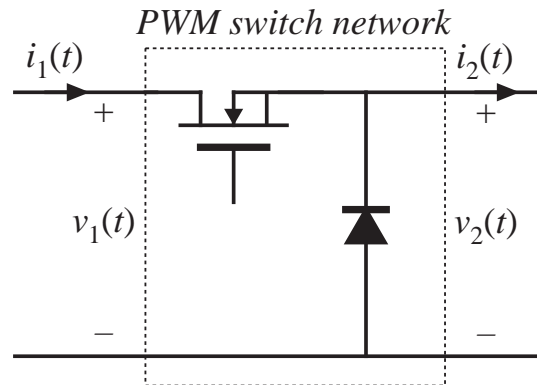 PWM switch network
i₁(t)
i₂(t)
+
+
v₁(t)
v₂(t)
–
–